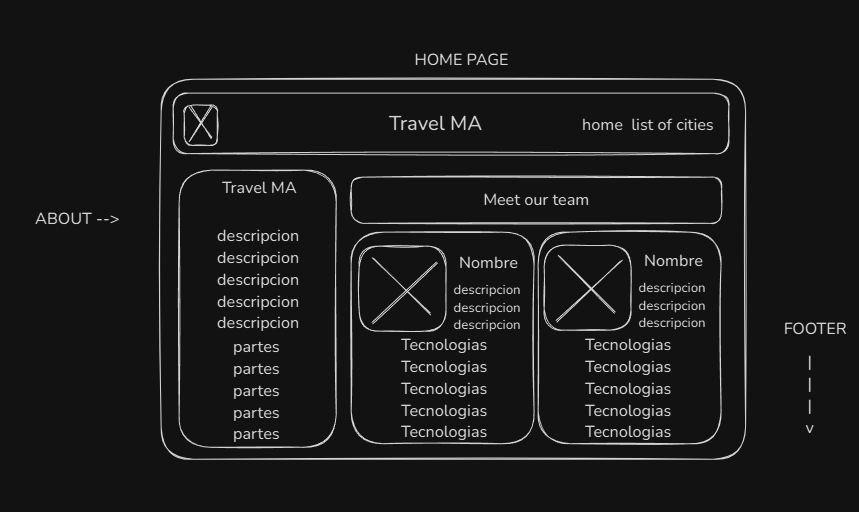 HOME PAGE
Travel MA
home list of cities
ABOUT -->
Travel MA
descripcion
descripcion
descripcion
descripcion
descripcion
partes
partes
partes
partes
partes
Meet our team
Nombre
descripcion
descripcion
descripcion
Tecnologias
Tecnologias
Tecnologias
Tecnologias
Tecnologias
Nombre
descripcion
descripcion
descripcion
Tecnologias
Tecnologias
Tecnologias
Tecnologias
Tecnologias
FOOTER
|
|
|
v